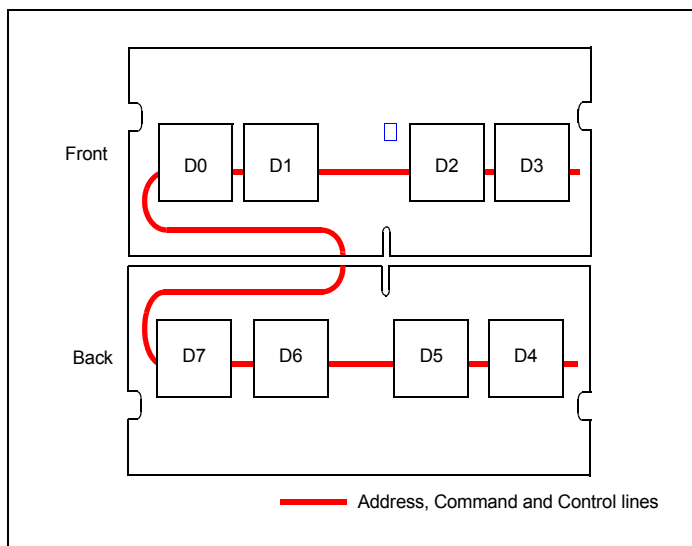 Front
D0 D1 D2 D3
Back
D7 D6 D5 D4
Address, Command and Control lines